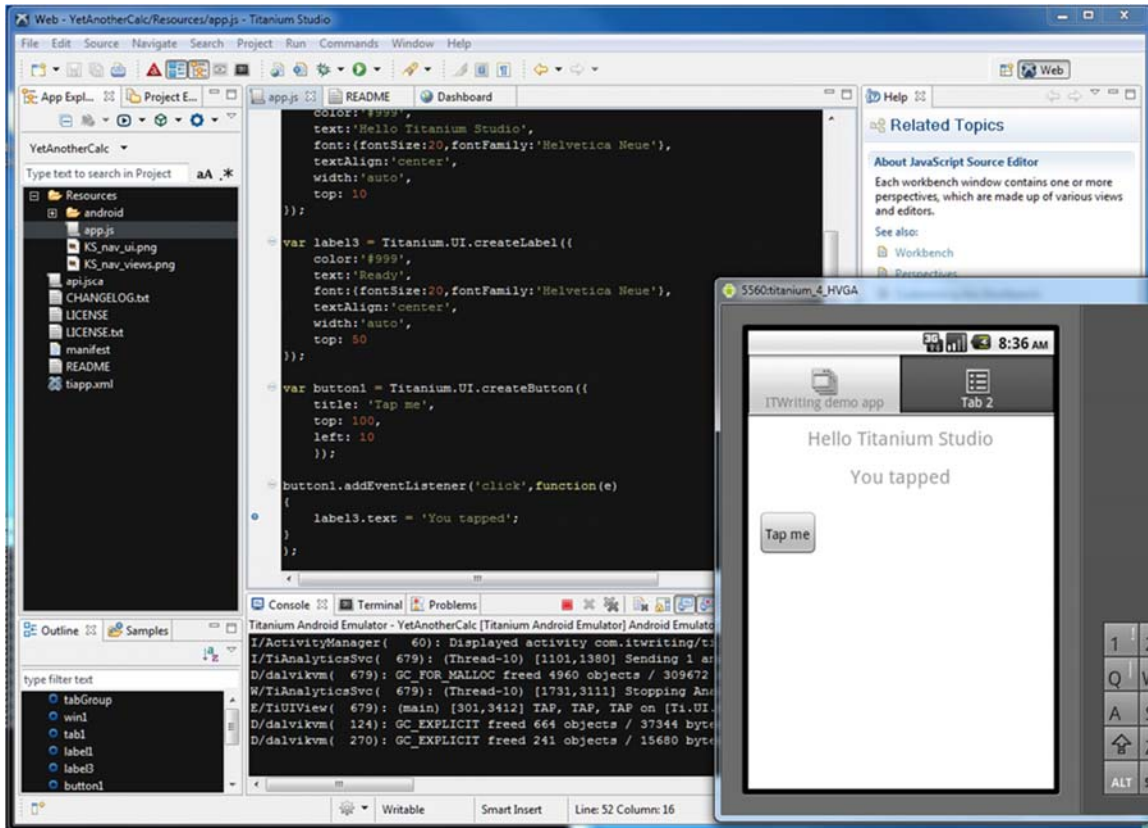 Web - YetAnotherCalc/Resources/app.js - Titanium Studio
File Edit Source Navigate Search Project Run Commands Window Help
Web
App Expl... Project E...
YetAnotherCalc
Type text to search in Project aA .*
Resources
android
app.js
KS_nav_ui.png
KS_nav_views.png
api.jsca
CHANGELOG.txt
LICENSE
LICENSE.txt
manifest
README
tiapp.xml
Outline Samples
type filter text
tabGroup
win1
tab1
label1
label3
button1
app.js README Dashboard
color:'#999',
text:'Hello Titanium Studio',
font:{fontSize:20,fontFamily:'Helvetica Neue'},
textAlign:'center',
width:'auto',
top: 10
});
var label3 = Titanium.UI.createLabel({
color:'#999',
text:'Ready',
font:{fontSize:20,fontFamily:'Helvetica Neue'},
textAlign:'center',
width:'auto',
top: 50
});
var button1 = Titanium.UI.createButton({
title: 'Tap me',
top: 100,
left: 10
});
button1.addEventListener('click',function(e)
{
label3.text = 'You tapped';
}
);
Console Terminal Problems
Titanium Android Emulator - YetAnotherCalc [Titanium Android Emulator] Android Emulato
I/ActivityManager( 60): Displayed activity com.itwriting/
I/TiAnalyticsSvc( 679): (Thread-10) [1101,1380] Sending 1
D/dalvikvm( 679): GC_FOR_MALLOC freed 4960 objects / 309672
W/TiAnalyticsSvc( 679): (Thread-10) [1731,3111] Stopping
E/TiUIView( 679): (main) [301,3412] TAP, TAP, TAP on [Ti.UI.
D/dalvikvm( 124): GC_EXPLICIT freed 664 objects / 37344
D/dalvikvm( 270): GC_EXPLICIT freed 241 objects / 15680
Writable Smart Insert Line: 52 Column: 16
Help
Related Topics
About JavaScript Source Editor
Each workbench window contains one or more
perspectives, which are made up of various views
and editors.
See also:
Workbench
Perspectives
5560:titanium_4_HVGA
3G 8:36 AM
ITWriting demo app Tab 2
Hello Titanium Studio
You tapped
Tap me
1 !
Q
A
ALT